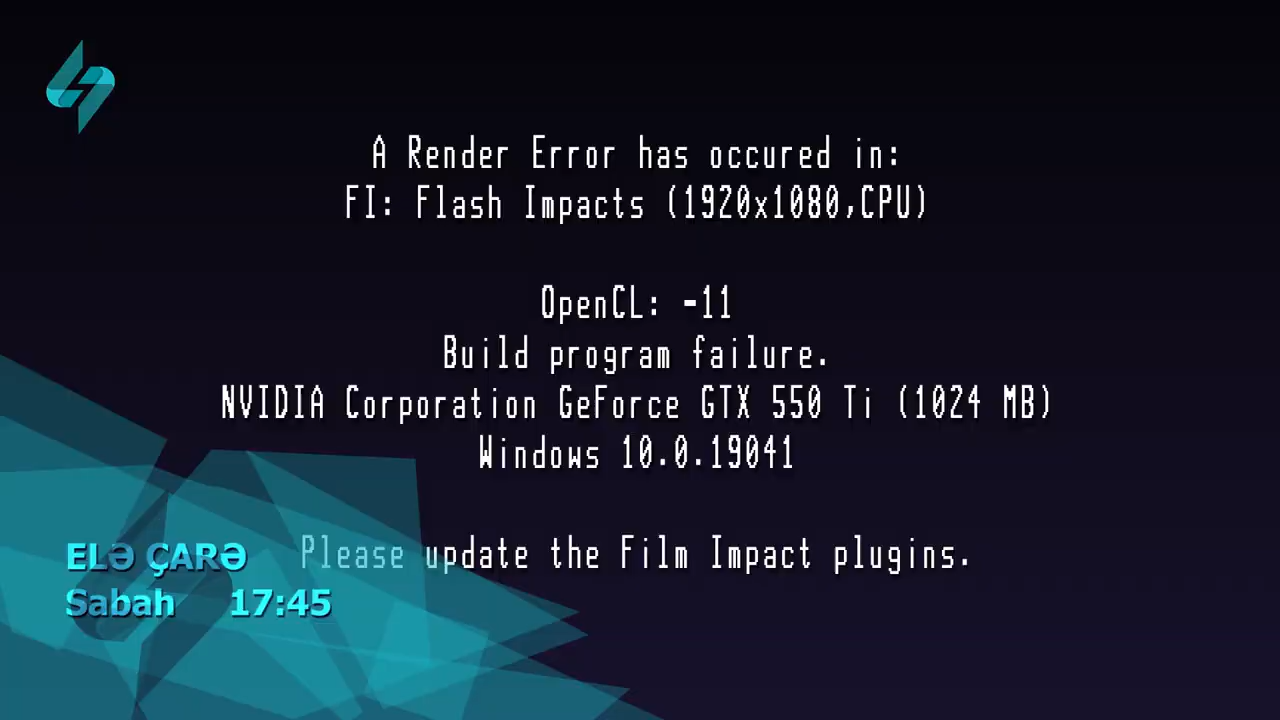 A Render Error has occured in:
FI: Flash Impacts (1920x1080,CPU)
OpenCL: -11
Build program failure.
NVIDIA Corporation GeForce GTX 550 Ti (1024 MB)
Windows 10.0.19041
Please update the Film Impact plugins.
ELƏ ÇARƏ
Sabah 17:45